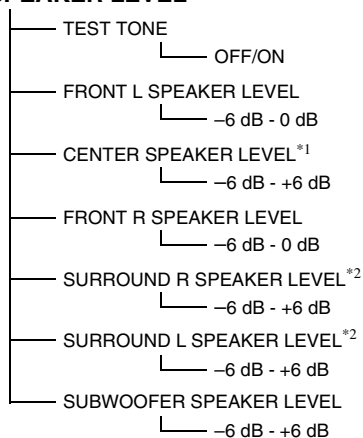 SPEAKER LEVEL
TEST TONE
OFF/ON
FRONT L SPEAKER LEVEL
–6 dB - 0 dB
CENTER SPEAKER LEVEL*1
–6 dB - +6 dB
FRONT R SPEAKER LEVEL
–6 dB - 0 dB
SURROUND R SPEAKER LEVEL*2
–6 dB - +6 dB
SURROUND L SPEAKER LEVEL*2
–6 dB - +6 dB
SUBWOOFER SPEAKER LEVEL
–6 dB - +6 dB